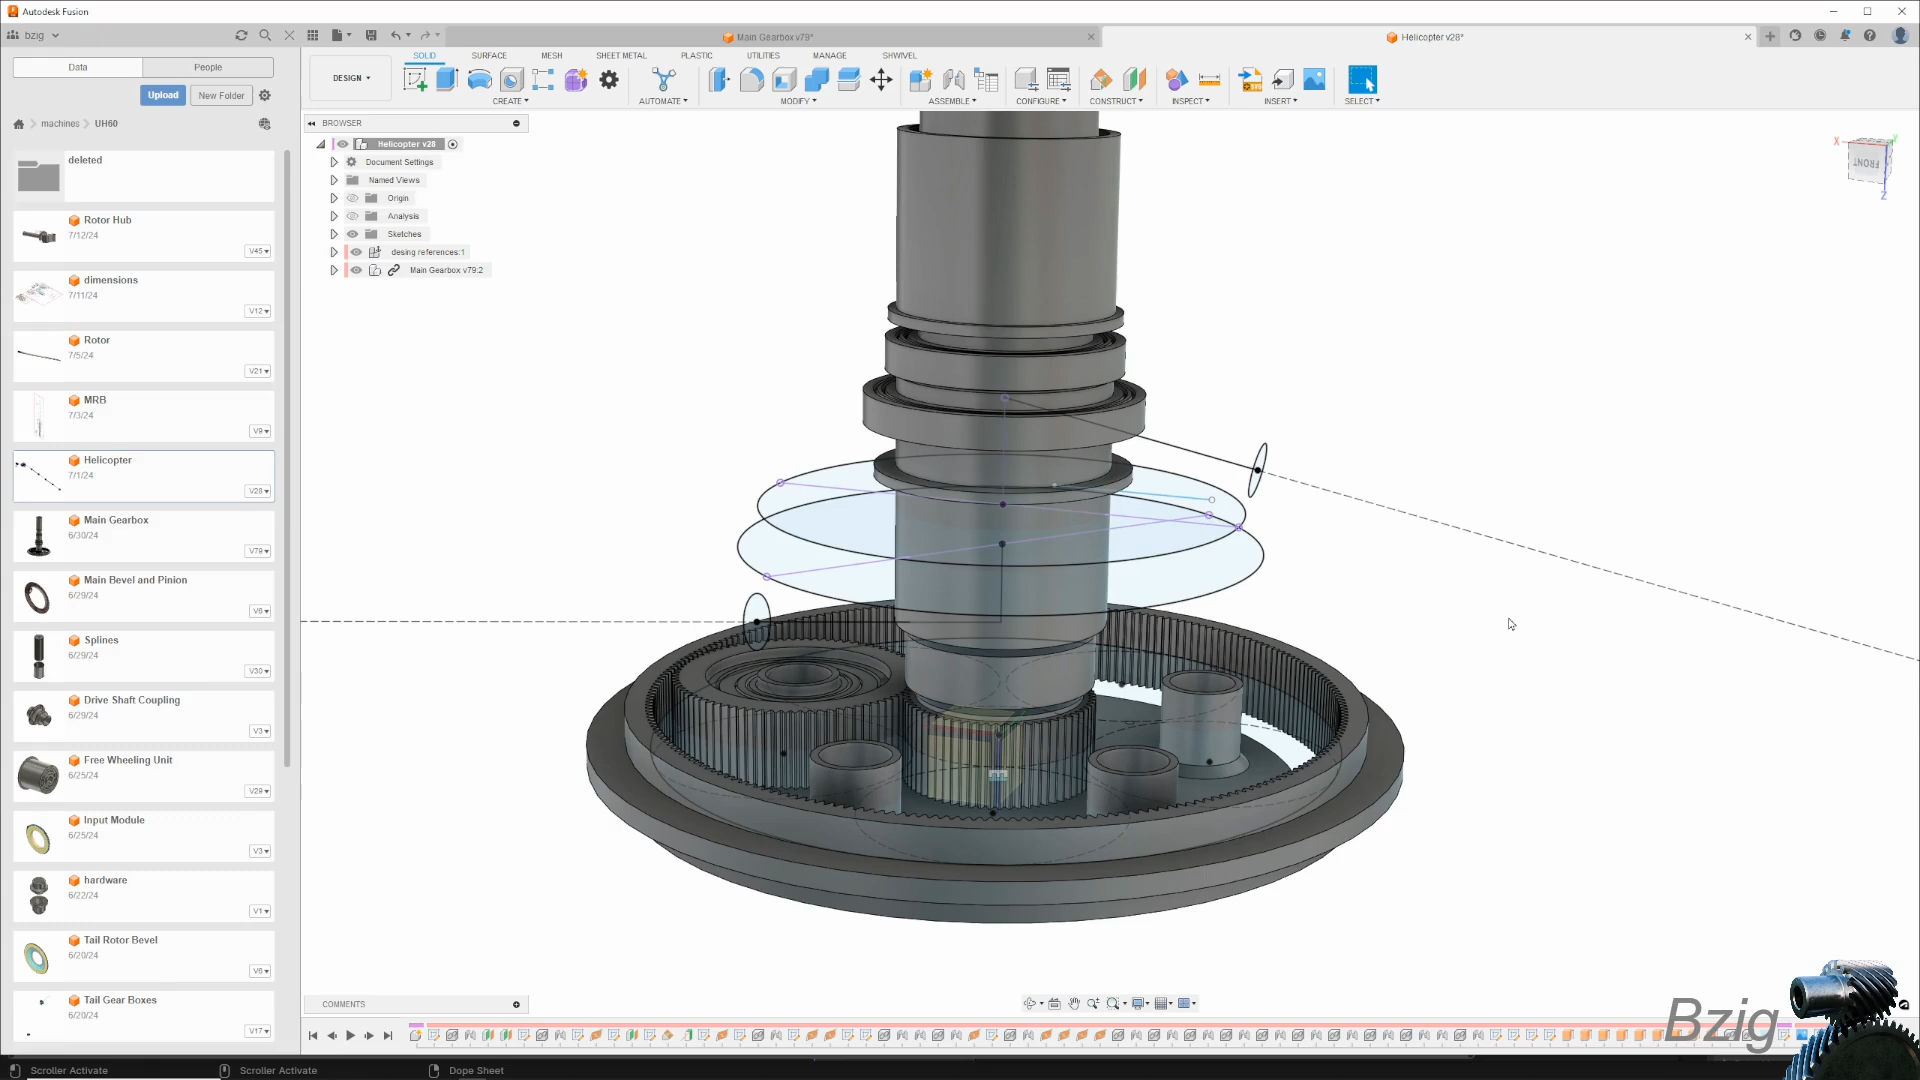 Autodesk Fusion
bzig
Main Gearbox v79*
Helicopter v28*
Data
People
SOLID
SURFACE
MESH
SHEET METAL
PLASTIC
UTILITIES
MANAGE
SHWIVEL
DESIGN
Upload
New Folder
CREATE
AUTOMATE
MODIFY
ASSEMBLE
CONFIGURE
CONSTRUCT
INSPECT
INSERT
SELECT
machines
UH60
BROWSER
Helicopter v28
Document Settings
Named Views
Origin
Analysis
Sketches
desing references:1
Main Gearbox v79:2
X
Y
FRONT
Z
deleted
Rotor Hub
7/12/24
V45
dimensions
7/11/24
V12
Rotor
7/5/24
V21
MRB
7/3/24
V9
Helicopter
7/1/24
V28
Main Gearbox
6/30/24
V79
Main Bevel and Pinion
6/29/24
V6
Splines
6/29/24
V30
Drive Shaft Coupling
6/29/24
V3
Free Wheeling Unit
6/25/24
V29
Input Module
6/25/24
V3
hardware
6/22/24
V1
Tail Rotor Bevel
6/20/24
V6
Tail Gear Boxes
6/20/24
V17
COMMENTS
Bzig
Scroller Activate
Scroller Activate
Dope Sheet